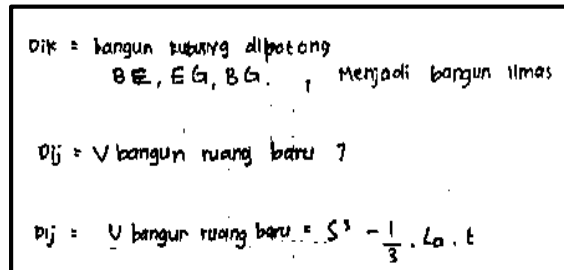 Dik = bangun kubus yg dipotong
BE, EG, BG. , Menjadi bangun limas
Dij = V bangun ruang baru ?
Dij = V bangun ruang baru = S³ - 1/3 . La . t